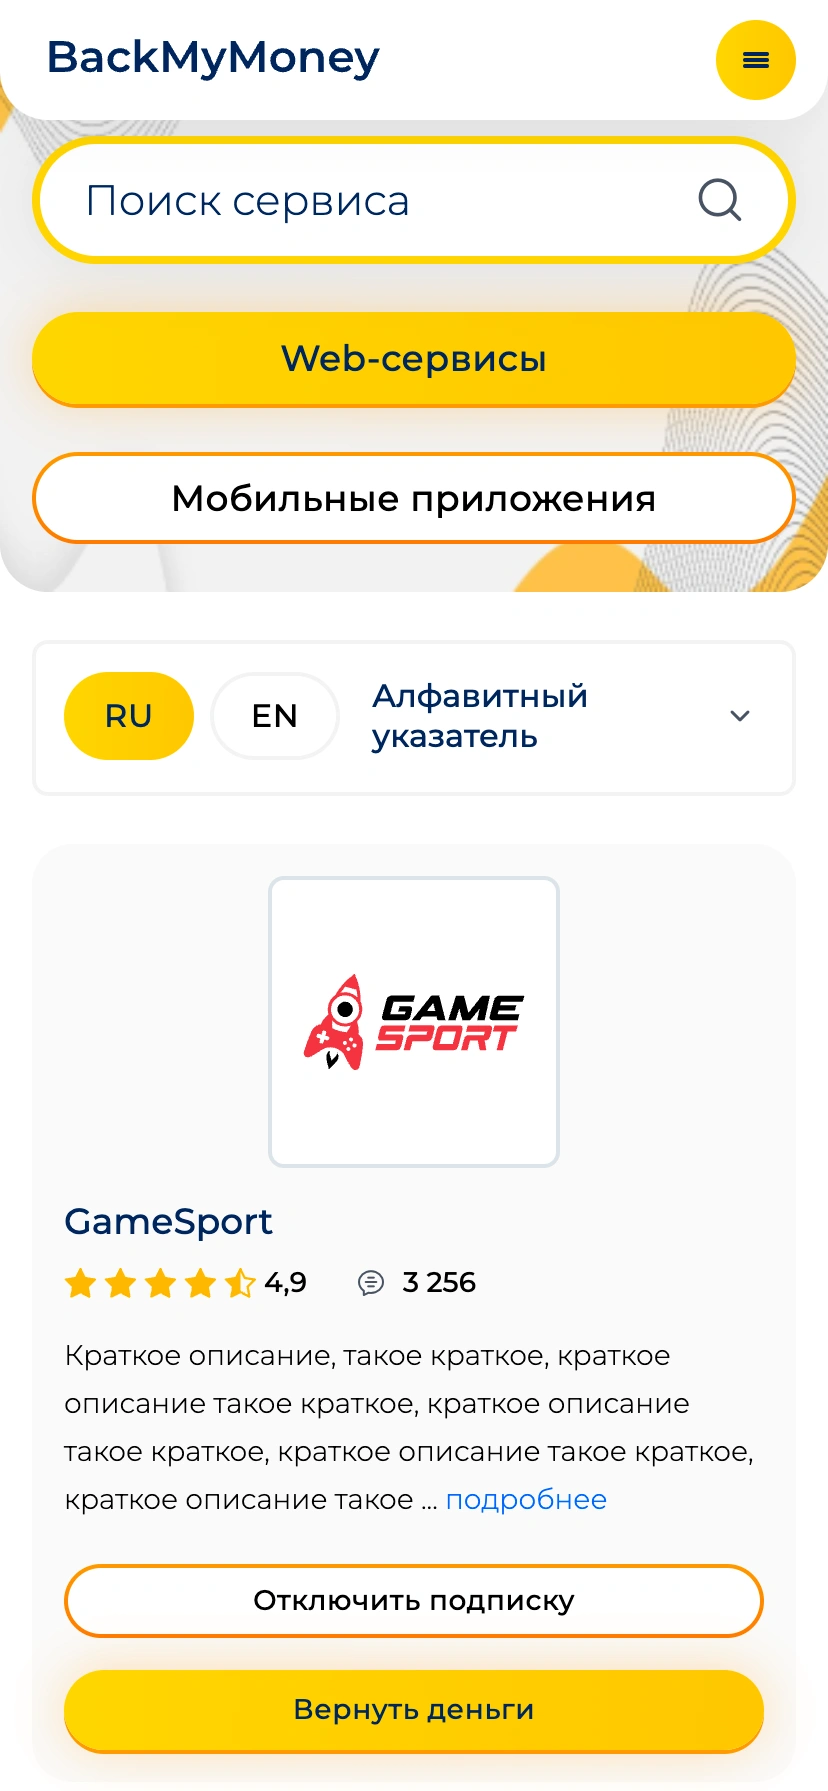 BackMyMoney
Поиск сервиса
Web-сервисы
Мобильные приложения
RU
EN
Алфавитный
указатель
GAME
SPORT
GameSport
4,9
3 256
Краткое описание, такое краткое, краткое
описание такое краткое, краткое описание
такое краткое, краткое описание такое краткое,
краткое описание такое ... подробнее
Отключить подписку
Вернуть деньги